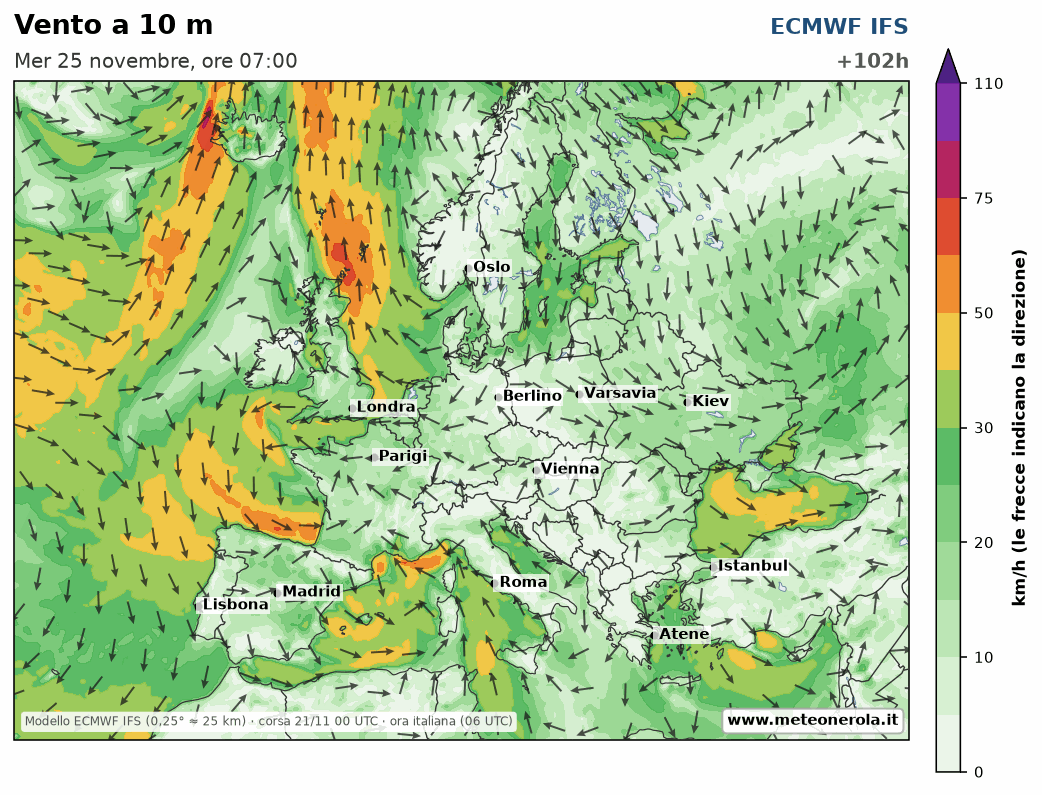 Vento a 10 m
ECMWF IFS
Mer 25 novembre, ore 07:00
+102h
110
75
50
30
20
10
0
km/h (le frecce indicano la direzione)
Oslo
Londra
Berlino
Varsavia
Kiev
Parigi
Vienna
Istanbul
Roma
Madrid
Lisbona
Atene
Modello ECMWF IFS (0,25° ≈ 25 km) · corsa 21/11 00 UTC · ora italiana (06 UTC)
www.meteonerola.it